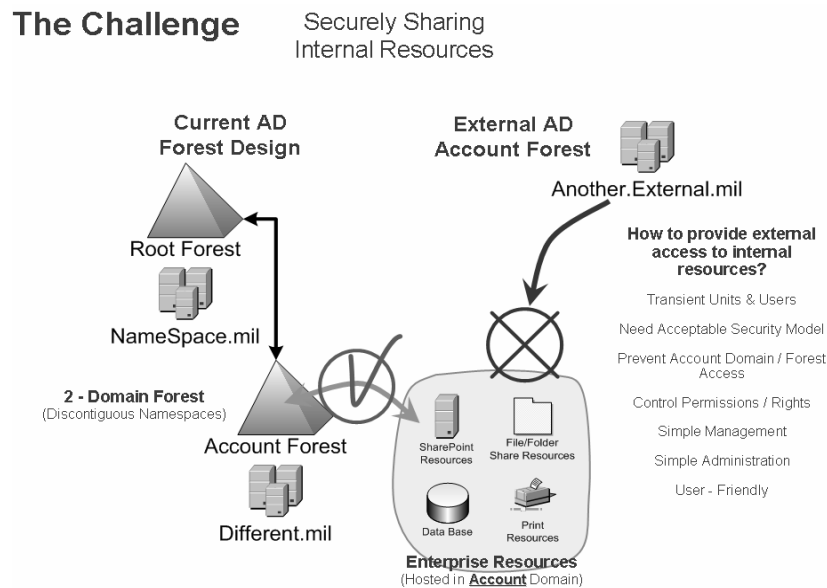 The Challenge
Securely Sharing
Internal Resources
Current AD
Forest Design
External AD
Account Forest
Another.External.mil
Root Forest
NameSpace.mil
2 - Domain Forest
(Discontiguous Namespaces)
Account Forest
Different.mil
SharePoint
Resources
File/Folder
Share Resources
Data Base
Print
Resources
Enterprise Resources
(Hosted in Account Domain)
How to provide external
access to internal
resources?
Transient Units & Users
Need Acceptable Security Model
Prevent Account Domain / Forest
Access
Control Permissions / Rights
Simple Management
Simple Administration
User - Friendly